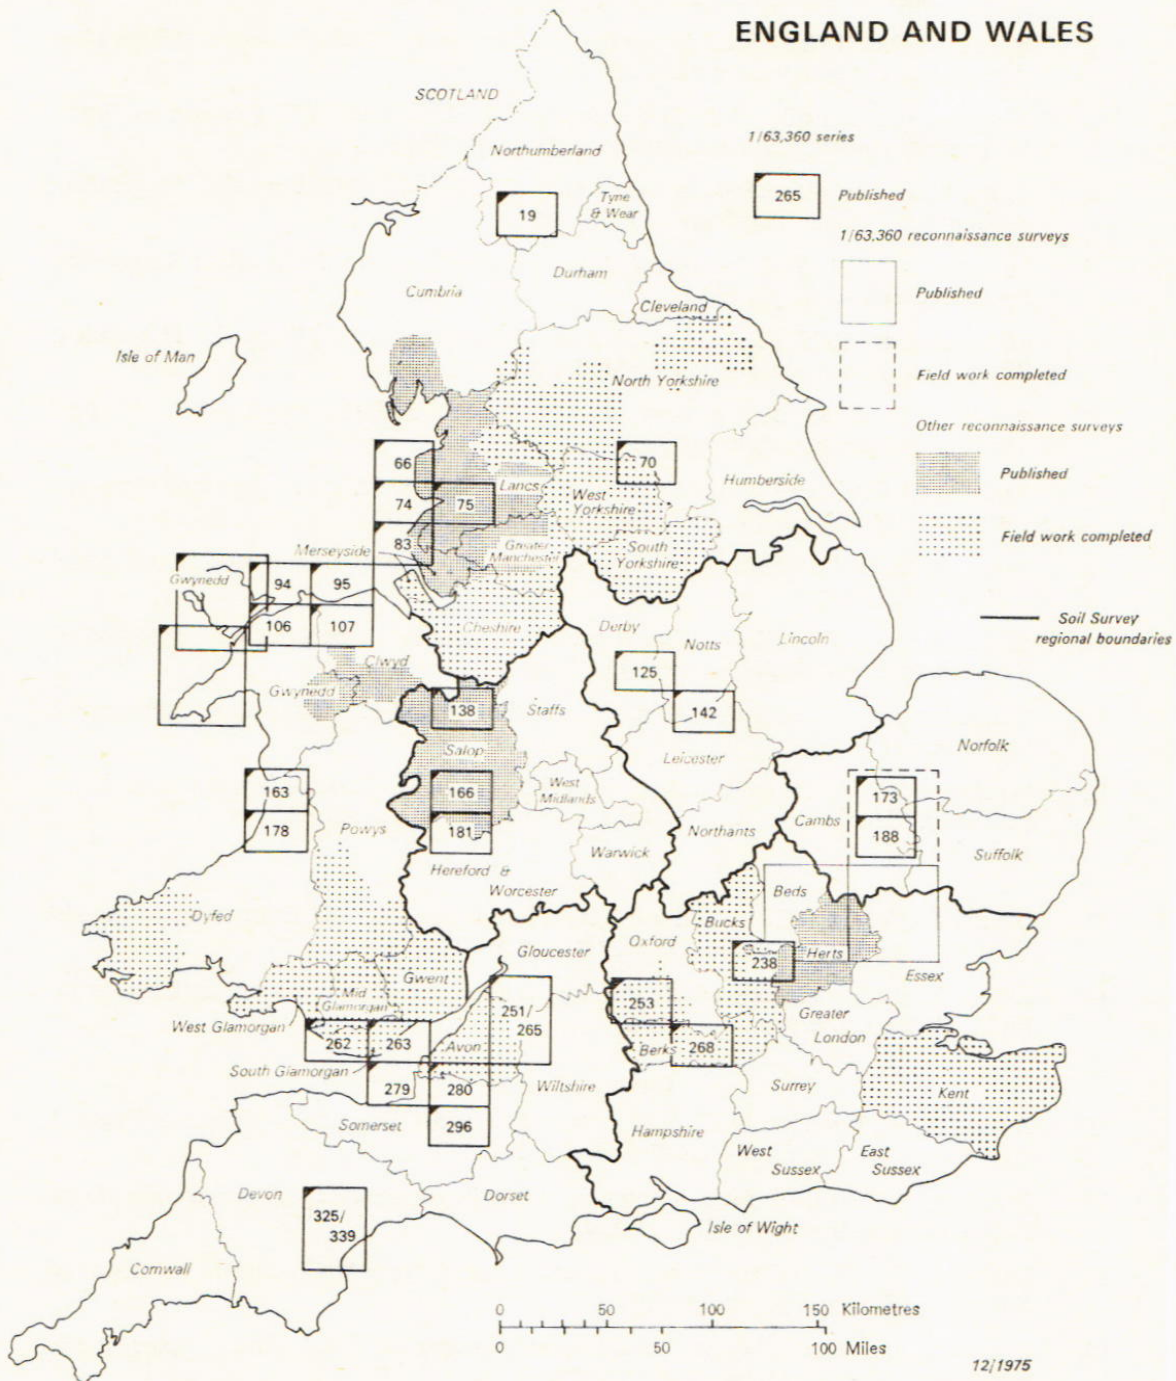 ENGLAND AND WALES
SCOTLAND
1/63,360 series
Northumberland
265
Published
19
Tyne
& Wear
1/63,360 reconnaissance surveys
Durham
Cumbria
Published
Cleveland
Isle of Man
Field work completed
North Yorkshire
Other reconnaissance surveys
66
70
Published
Humberside
Lancs
74
75
West
Yorkshire
Field work completed
83
Merseyside
Greater
Manchester
South
Yorkshire
Gwynedd
94
95
Soil Survey
regional boundaries
106
107
Cheshire
Derby
Notts
Lincoln
Clwyd
125
Gwynedd
138
Staffs
142
Norfolk
Salop
Leicester
163
166
West
Midlands
173
178
Powys
181
Cambs
188
Northants
Warwick
Suffolk
Hereford &
Worcester
Beds
Dyfed
Bucks
Gloucester
Oxford
Herts
238
Gwent
Essex
Mid
Glamorgan
251/
265
253
West Glamorgan
Greater
London
262
263
Avon
Berks
268
South Glamorgan
279
280
Wiltshire
Surrey
Kent
Somerset
296
Hampshire
West
Sussex
East
Sussex
Devon
Dorset
325/
339
Isle of Wight
Cornwall
0 50 100 150 Kilometres
0 50 100 Miles
12/1975